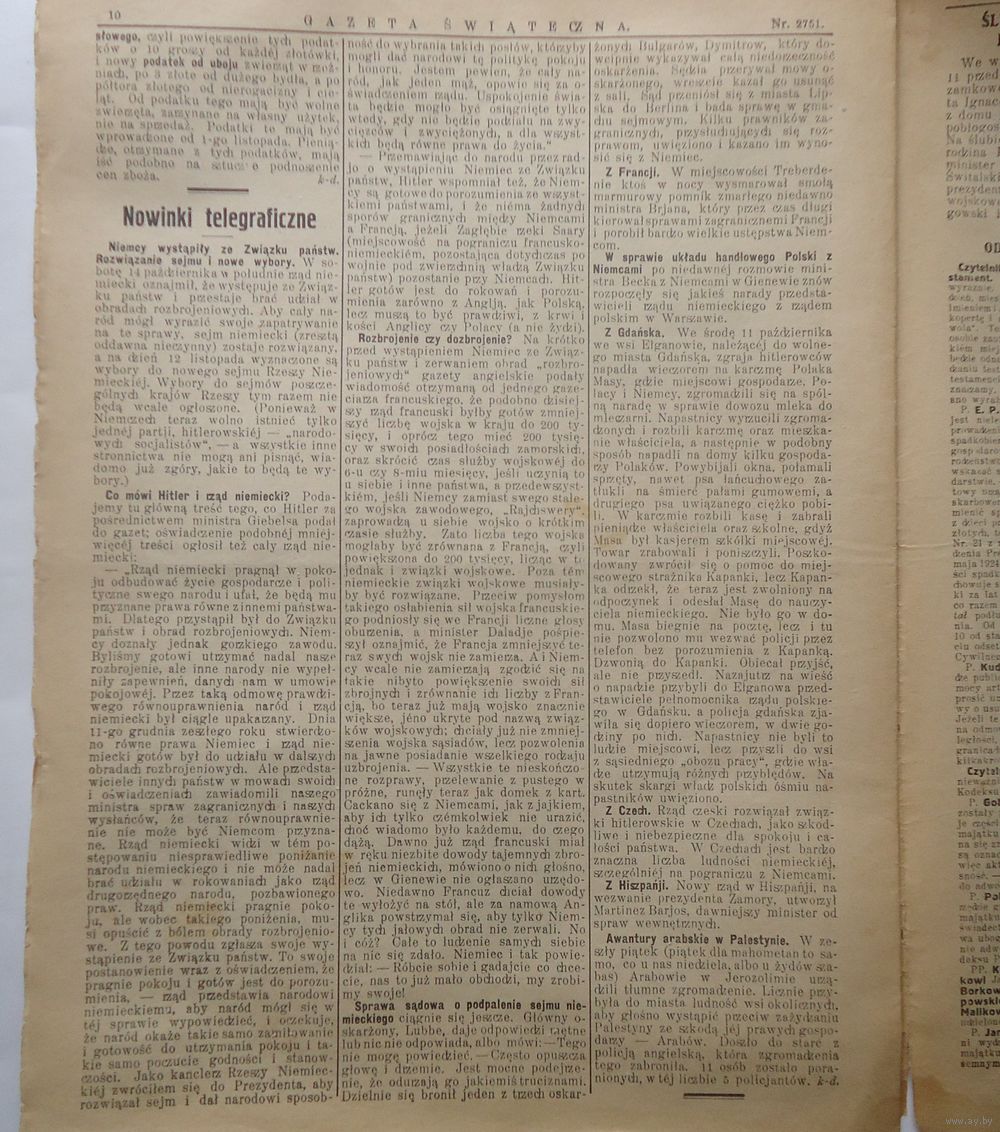 10
GAZETA ŚWIĄTECZNA.
Nr. 2751.
słowego, czyli powiększenie tych podat-
ków o 10 groszy od każdej złotówki,
i nowy podatek od uboju zwierząt w rzeź-
niach, po 3 złote od dużego bydła, a po
półtora złotego od nierogacizny i cie-
ląt. Od podatku tego mają być wolne
zwierzęta, zarzynane na własny użytek,
nie na sprzedaż. Podatki te mają być
wprowadzone od 1-go listopada. Pienią-
dze, otrzymane z tych podatków, mają
iść podobno na sztucz e podnoszenie
cen zboża.
k-d.
Nowinki telegraficzne
Niemcy wystąpiły ze Związku państw.
Rozwiązanie sejmu i nowe wybory. W so-
botę 14 października w południe rząd nie-
miecki oznajmił, że występuje ze Związ-
ku państw i przestaje brać udział w
obradach rozbrojeniowych. Aby cały na-
ród mógł wyrazić swoje zapatrywanie
na te sprawy, sejm niemiecki (zresztą
oddawna nieczynny) zostaje rozwiązany,
a na dzień 12 listopada wyznaczone są
wybory do nowego sejmu Rzeszy Nie-
mieckiej. Wybory do sejmów poszcze-
gólnych krajów Rzeszy tym razem nie
będą wcale ogłoszone. (Ponieważ w
Niemczech teraz wolno istnieć tylko
jednej partji, hitlerowskiéj — „narodo-
wych socjalistów“, — a wszystkie inne
stronnictwa nie mogą ani pisnąć, wia-
domo już zgóry, jakie to będą te wy-
bory.)
Co mówi Hitler i rząd niemiecki? Poda-
jemy tu główną treść tego, co Hitler za
pośrednictwem ministra Giebelsa podał
do gazet; oświadczenie podobnéj mniéj-
więcéj treści ogłosił też cały rząd nie-
miecki:
— „Rząd niemiecki pragnął w poko-
ju odbudować życie gospodarcze i poli-
tyczne swego narodu i ufał, że będą mu
przyznane prawa równe z innemi państwa-
mi. Dlatego przystąpił był do Związku
państw i obrad rozbrojeniowych. Niem-
cy doznały jednak gorzkiego zawodu.
Byliśmy gotowi utrzymać nadal nasze
rozbrojenie, ale inne narody nie wypeł-
niły zapewnień, danych nam w umowie
pokojowéj. Przez taką odmowę prawdzi-
wego równouprawnienia naród i rząd
niemiecki był ciągle upakarzany. Dnia
11-go grudnia zeszłego roku stwierdzo-
no równe prawa Niemiec i rząd nie-
miecki gotów był do udziału w dalszych
obradach rozbrojeniowych. Ale przedsta-
wiciele innych państw w mowach swoich
i oświadczeniach zawiadomili naszego
ministra spraw zagranicznych i naszych
wysłańców, że teraz równouprawnie-
nie nie może być Niemcom przyzna-
ne. Rząd niemiecki widzi w tém po-
stępowaniu niesprawiedliwe poniżanie
narodu niemieckiego i nie może nadal
brać udziału w rokowaniach jako rząd
drugorzędnego narodu, pozbawionego
praw. Rząd niemiecki pragnie poko-
ju, ale wobec takiego poniżenia, mu-
si opuścić z bólem obrady rozbrojenio-
we. Z tego powodu zgłasza swoje wy-
stąpienie ze Związku państw. To swoje
postanowienie wraz z oświadczeniem, że
pragnie pokoju i gotów jest do porozu-
mienia, — rząd przedstawia narodowi
niemieckiemu, aby naród mógł się w
téj sprawie wypowiedzieć, i oczekuje,
że naród okaże takie samo zamiłowanie
i gotowość do utrzymania pokoju i ta-
kie samo poczucie godności i stanow-
czości. Jako kanclerz Rzeszy Niemiec-
kiéj zwróciłem się do Prezydenta, aby
rozwiązał sejm i dał narodowi sposob-
ność do wybrania takich posłów, którzyby
mogli dać narodowi tę politykę pokoju
i honoru. Jestem pewien, że cały na-
ród, jak jeden mąż, opowie się za o-
świadczeniem rządu. Uspokojenie świa-
ta będzie mogło być osiągnięte tylko
wtedy, gdy nie będzie podziału na zwy-
cięzców i zwyciężonych, a dla wszyst-
kich będą równe prawa do życia.“
— Przemawiając do narodu przez rad-
jo o wystąpieniu Niemiec ze Związku
państw, Hitler wspomniał też, że Niem-
cy są gotowe do porozumienia ze wszyst-
kiemi państwami, i że niéma żadnych
sporów granicznych między Niemcami
a Francją, jeżeli Zagłębie rzeki Saary
(miejscowość na pograniczu francusko-
niemieckiém, pozostająca dotychczas po
wojnie pod zwierzchnią władzą Związku
państw) pozostanie przy Niemcach. Hit-
ler gotów jest do rokowań i porozu-
mienia zarówno z Anglją, jak Polską,
lecz muszą to być prawdziwi, z krwi i
kości Anglicy czy Polacy (a nie żydzi).
Rozbrojenie czy dozbrojenie? Na krótko
przed wystąpieniem Niemiec ze Związ-
ku państw i zerwaniem obrad „rozbro-
jeniowych“ gazety angielskie podały
wiadomość otrzymaną od jednego gaze-
ciarza francuskiego, że podobno dzisiej-
szy rząd francuski byłby gotów zmniej-
szyć liczbę wojska w kraju do 200 ty-
sięcy, i oprócz tego mieć 200 tysię-
cy w swoich posiadłościach zamorskich,
oraz skrócić czas służby wojskowéj do
6-u czy 8-miu miesięcy, jeśli uczynią to
u siebie i inne państwa, a przedewszyst-
kiém, jeśli Niemcy zamiast swego stale-
go wojska zawodowego, „Rajchswery“,
zaprowadzą u siebie wojsko o krótkim
czasie służby. Zato liczba tego wojska
mogłaby być zrównana z Francją, czyli
powiększona do 200 tysięcy, licząc w to
jednak i związki wojskowe. Poza tém
niemieckie związki wojskowe musiały-
by być rozwiązane. Przeciw pomysłom
takiego osłabienia sił wojska francuskie-
go podniosły się we Francji liczne głosy
oburzenia, a minister Daladje pośpie-
szył oznajmić, że Francja zmniejszyć te-
raz swych wojsk nie zamierza. A i Niem-
cy wcale nie zamierzają zgodzić się na
takie nibyto powiększenie swoich sił
zbrojnych i zrównanie ich liczby z Fran-
cją, bo teraz już mają wojsko znacznie
większe, jéno ukryte pod nazwą związ-
ków wojskowych; chciały już nie zmniej-
szenia wojska sąsiadów, lecz pozwolenia
na jawne posiadanie wszelkiego rodzaju
uzbrojenia. — Wszystkie te nieskończo-
ne rozprawy, przelewanie z pustego w
próżne, runęły teraz jak domek z kart.
Cackano się z Niemcami, jak z jajkiem,
aby ich tylko czémkolwiek nie urazić,
choć wiadomo było każdemu, do czego
dążą. Dawno już rząd francuski miał
w ręku niezbite dowody tajemnych zbro-
jeń niemieckich, mówiono o nich głośno,
lecz w Gienewie nie ogłaszano urzędo-
wo. Niedawno Francuz chciał dowody
te wyłożyć na stół, ale za namową An-
glika powstrzymał się, aby tylko Niem-
cy tych jałowych obrad nie zerwali. No
i cóż? Całe to łudzenie samych siebie
na nic się zdało. Niemci i tak powie-
dział: — Róbcie sobie i gadajcie co chce-
cie, nas to już mało obchodzi, my zrobi-
my swoje!
Sprawa sądowa o podpalenie sejmu nie-
mieckiego ciągnie się jeszcze. Główny o-
skarżony, Lubbe, daje odpowiedzi mętne
lub nic nie odpowiada, albo mówi: — Tego
nie mogę powiedzieć. — Często opuszcza
głowę i drzemie. Jest mocne podejrze-
nie, że odurzają go jakiemiś truciznami.
Dzielnie się bronił jeden z trzech oskar-
żonych Bułgarów, Dymitrow, który do-
wcipnie wykazywał całą niedorzeczność
oskarżenia. Sędzia przerywał mowy o-
skarżonego, wreszcie kazał go usunąć
z sali. Sąd przeniósł się z miasta Lip-
ska do Berlina i bada sprawę w gma-
chu sejmowym. Kilku prawników za-
granicznych, przysłuchujących się roz-
prawom, uwięziono i kazano im wyno-
sić się z Niemiec.
Z Francji. W miejscowości Treberde-
nie ktoś w nocy wysmarował smołą
marmurowy pomnik zmarłego niedawno
ministra Brjana, który przez czas długi
kierował sprawami zagranicznemi Francji
i porobił bardzo wielkie ustępstwa Niem-
com.
W sprawie układu handlowego Polski z
Niemcami po niedawnej rozmowie mini-
stra Becka z Niemcami w Gienewie znów
rozpoczęły się jakieś narady przedsta-
wicieli rządu niemieckiego z rządem
polskim w Warszawie.
Z Gdańska. We środę 11 października
we wsi Elganowie, należącéj do wolne-
go miasta Gdańska, zgraja hitlerowców
napadła wieczorem na karczmę Polaka
Masy, gdzie miejscowi gospodarze, Po-
lacy i Niemcy, zgromadzili się na spól-
ną naradę w sprawie dowozu mleka do
mleczarni. Napastnicy wyrzucili zgroma-
dzonych i rozbili karczmę oraz mieszka-
nie właściciela, a następnie w podobny
sposób napadli na domy kilku gospoda-
rzy Polaków. Powybijali okna, połamali
sprzęty, nawet psa łańcuchowego za-
tłukli na śmierć pałami gumowemi, a
drugiego psa uwiązanego ciężko pobi-
li. W karczmie rozbili kasę i zabrali
pieniądze właściciela oraz szkolne, gdyż
Masa był kasjerem szkółki miejscowéj.
Towar zrabowali i poniszczyli. Poszko-
dowany zwrócił się o pomoc do miej-
scowego strażnika Kapanki, lecz Kapan-
ka odrzekł, że teraz jest zwolniony na
odpoczynek i odesłał Masę do nauczy-
ciela niemieckiego. Nie było go w do-
mu. Masa biegnie na pocztę, lecz i tu
nie pozwolono mu wezwać policji przez
telefon bez porozumienia z Kapanką.
Dzwonią do Kapanki. Obiecał przyjść,
ale nie przyszedł. Nazajutrz na wieść
o napadzie przybyli do Elganowa przed-
stawiciele pełnomocnika rządu polskie-
go w Gdańsku. a policja gdańska zja-
wiła się dopiero wieczorem, w dwie go-
dziny po nich. Napastnicy nie byli to
ludzie miejscowi, lecz przyszli do wsi
z sąsiedniego „obozu pracy“, gdzie wła-
dze utrzymują różnych przybłędów. Na
skutek skargi władz polskich ósmiu na-
pastników uwięziono.
Z Czech. Rząd czeski rozwiązał związ-
ki hitlerowskie w Czechach, jako szkod-
liwe i niebezpieczne dla spokoju i ca-
łości państwa. W Czechach jest bardzo
znaczna liczba ludności niemieckiéj,
szczególniéj na pograniczu z Niemcami.
Z Hiszpánji. Nowy rząd w Hiszpánji, na
wezwanie prezydenta Zamory, utworzył
Martinez Barjos, dawniejszy minister od
spraw wewnętrznych.
Awantury arabskie w Palestynie. W ze-
szły piątek (piątek dla mahometan to sa-
mo, co u nas niedziela, albo u żydów sza-
bas) Arabowie w Jerozolimie urzą-
dzili tłumne zgromadzenie. Licznie przy-
była do miasta ludność wsi okolicznych,
aby głośno wystąpić przeciw zażydzaniu
Palestyny ze szkodą jéj prawych gospo-
darzy — Arabów. Doszło do starć z
policją angielską, która zgromadzenia
tego zabroniła. 11 osób zostało pora-
nionych, w téj liczbie 5 policjantów. k-d.
www.ay.by